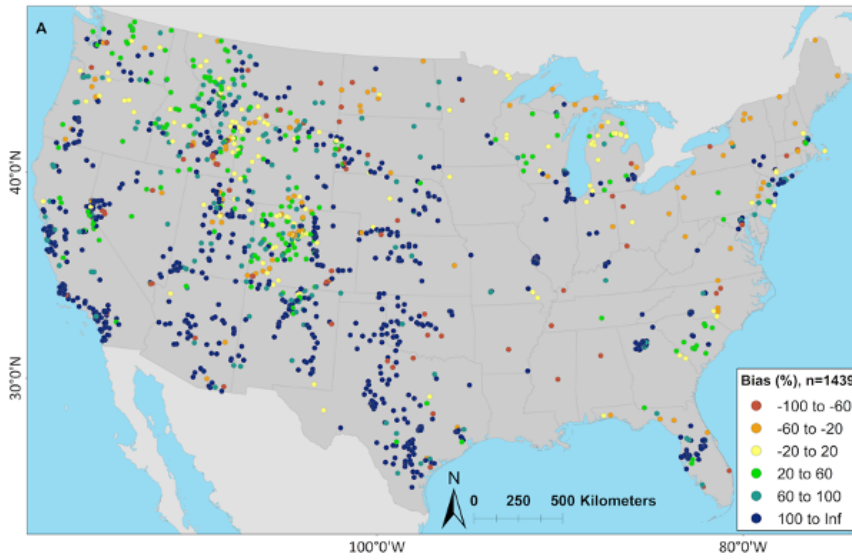 A
40°0'N
30°0'N
Bias (%), n=1439
-100 to -60
-60 to -20
-20 to 20
20 to 60
60 to 100
100 to Inf
N
0 250 500 Kilometers
100°0'W 80°0'W